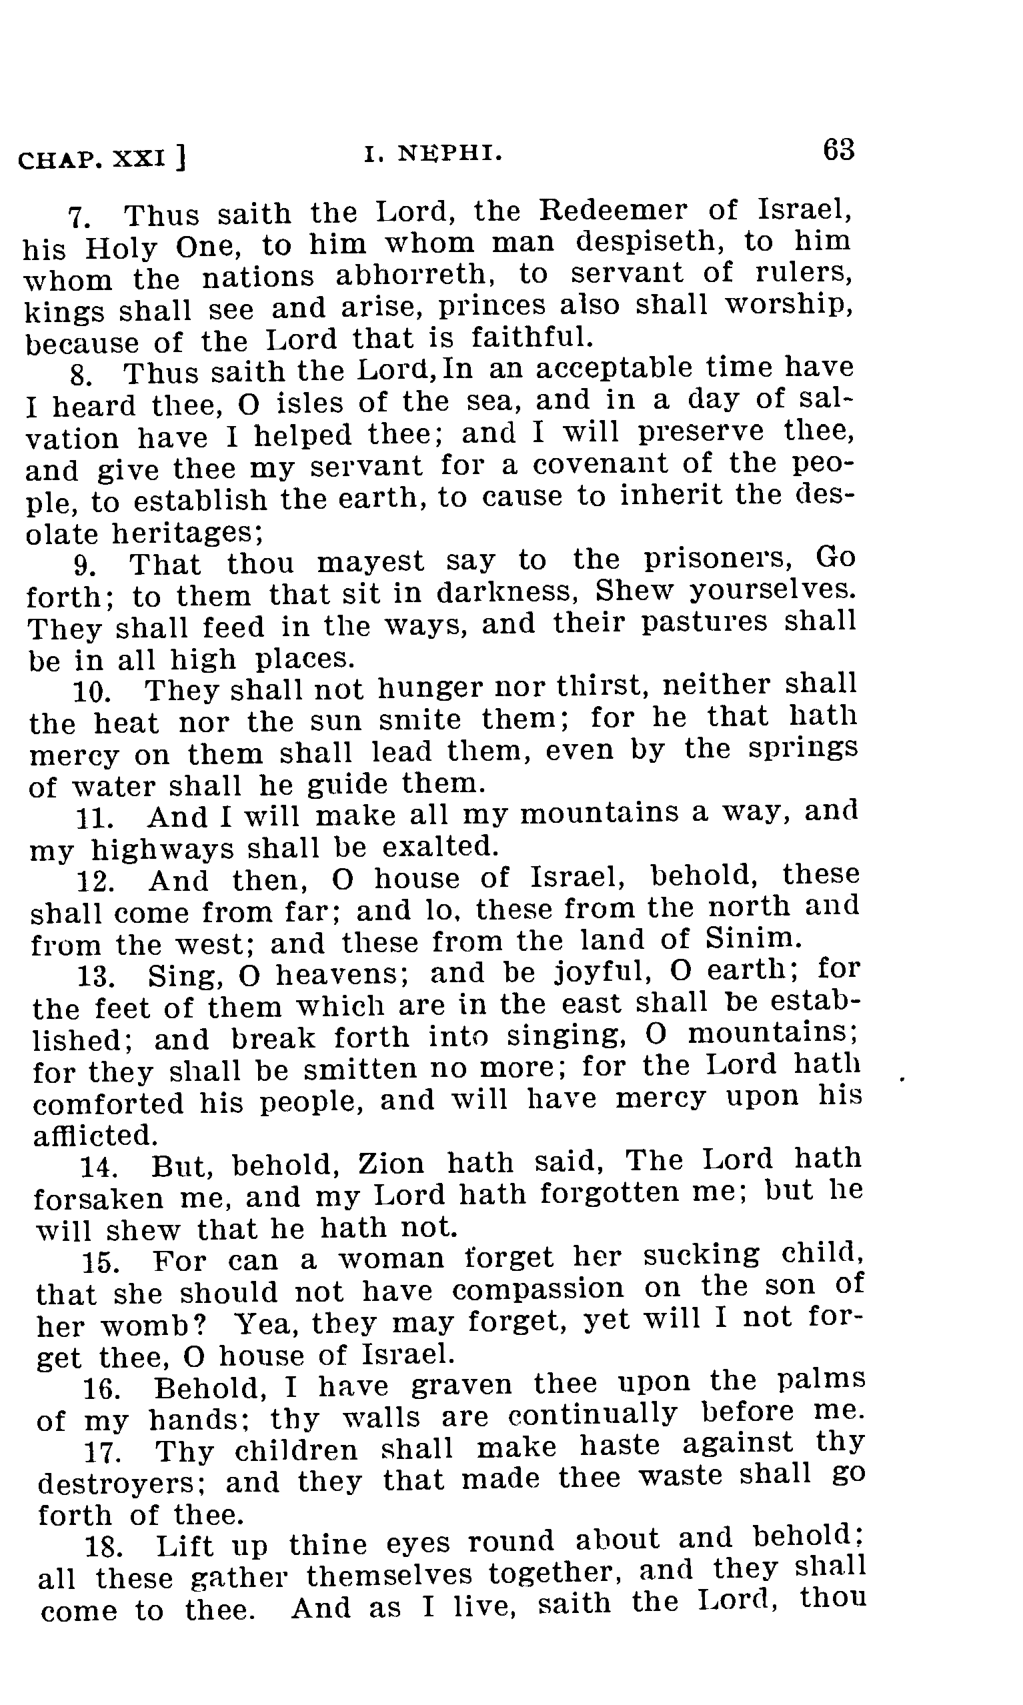 CHAP. XXI ] I. NEPHI. 63
7. Thus saith the Lord, the Redeemer of Israel,
his Holy One, to him whom man despiseth, to him
whom the nations abhorreth, to servant of rulers,
kings shall see and arise, princes also shall worship,
because of the Lord that is faithful.
8. Thus saith the Lord, In an acceptable time have
I heard thee, O isles of the sea, and in a day of sal-
vation have I helped thee; and I will preserve thee,
and give thee my servant for a covenant of the peo-
ple, to establish the earth, to cause to inherit the des-
olate heritages;
9. That thou mayest say to the prisoners, Go
forth; to them that sit in darkness, Shew yourselves.
They shall feed in the ways, and their pastures shall
be in all high places.
10. They shall not hunger nor thirst, neither shall
the heat nor the sun smite them; for he that hath
mercy on them shall lead them, even by the springs
of water shall he guide them.
11. And I will make all my mountains a way, and
my highways shall be exalted.
12. And then, O house of Israel, behold, these
shall come from far; and lo, these from the north and
from the west; and these from the land of Sinim.
13. Sing, O heavens; and be joyful, O earth; for
the feet of them which are in the east shall be estab-
lished; and break forth into singing, O mountains;
for they shall be smitten no more; for the Lord hath
comforted his people, and will have mercy upon his
afflicted.
14. But, behold, Zion hath said, The Lord hath
forsaken me, and my Lord hath forgotten me; but he
will shew that he hath not.
15. For can a woman forget her sucking child,
that she should not have compassion on the son of
her womb? Yea, they may forget, yet will I not for-
get thee, O house of Israel.
16. Behold, I have graven thee upon the palms
of my hands; thy walls are continually before me.
17. Thy children shall make haste against thy
destroyers; and they that made thee waste shall go
forth of thee.
18. Lift up thine eyes round about and behold;
all these gather themselves together, and they shall
come to thee. And as I live, saith the Lord, thou